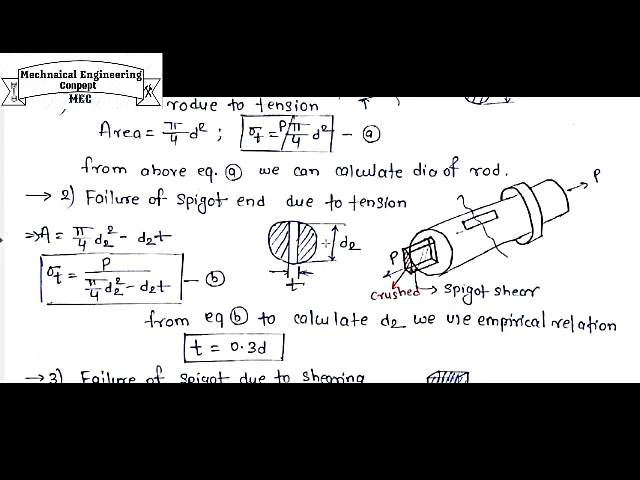 Mechnaical Engineering
Conpept
MEC
rodue to tension
Area = π/4 d² ; σt = P/π/4 d² — ⓐ
from above eq. ⓐ we can calculate dia of rod.
→ 2) Failure of spigot end due to tension
⇒ A = π/4 d₂² - d₂t
σt = P / π/4 d₂² - d₂t — ⓑ
d₂
t
P
P
crushed
→ spigot shear
from eq ⓑ to calculate d₂ we use empirical relation
t = 0.3d
→ 3) Failure of spigot due to shearing